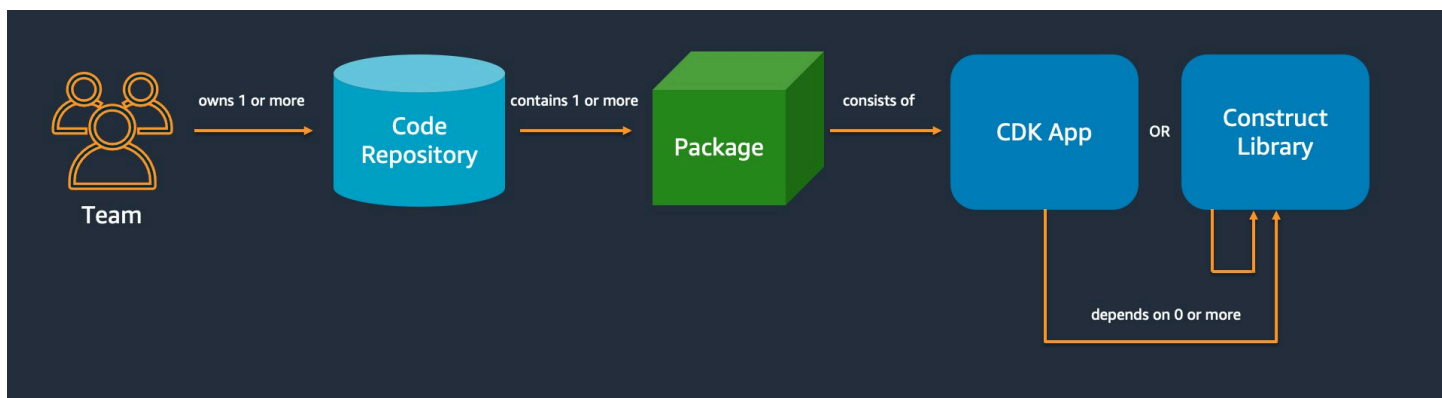 owns 1 or more
contains 1 or more
consists of
Code
Repository
Package
CDK App
OR
Construct
Library
Team
depends on 0 or more